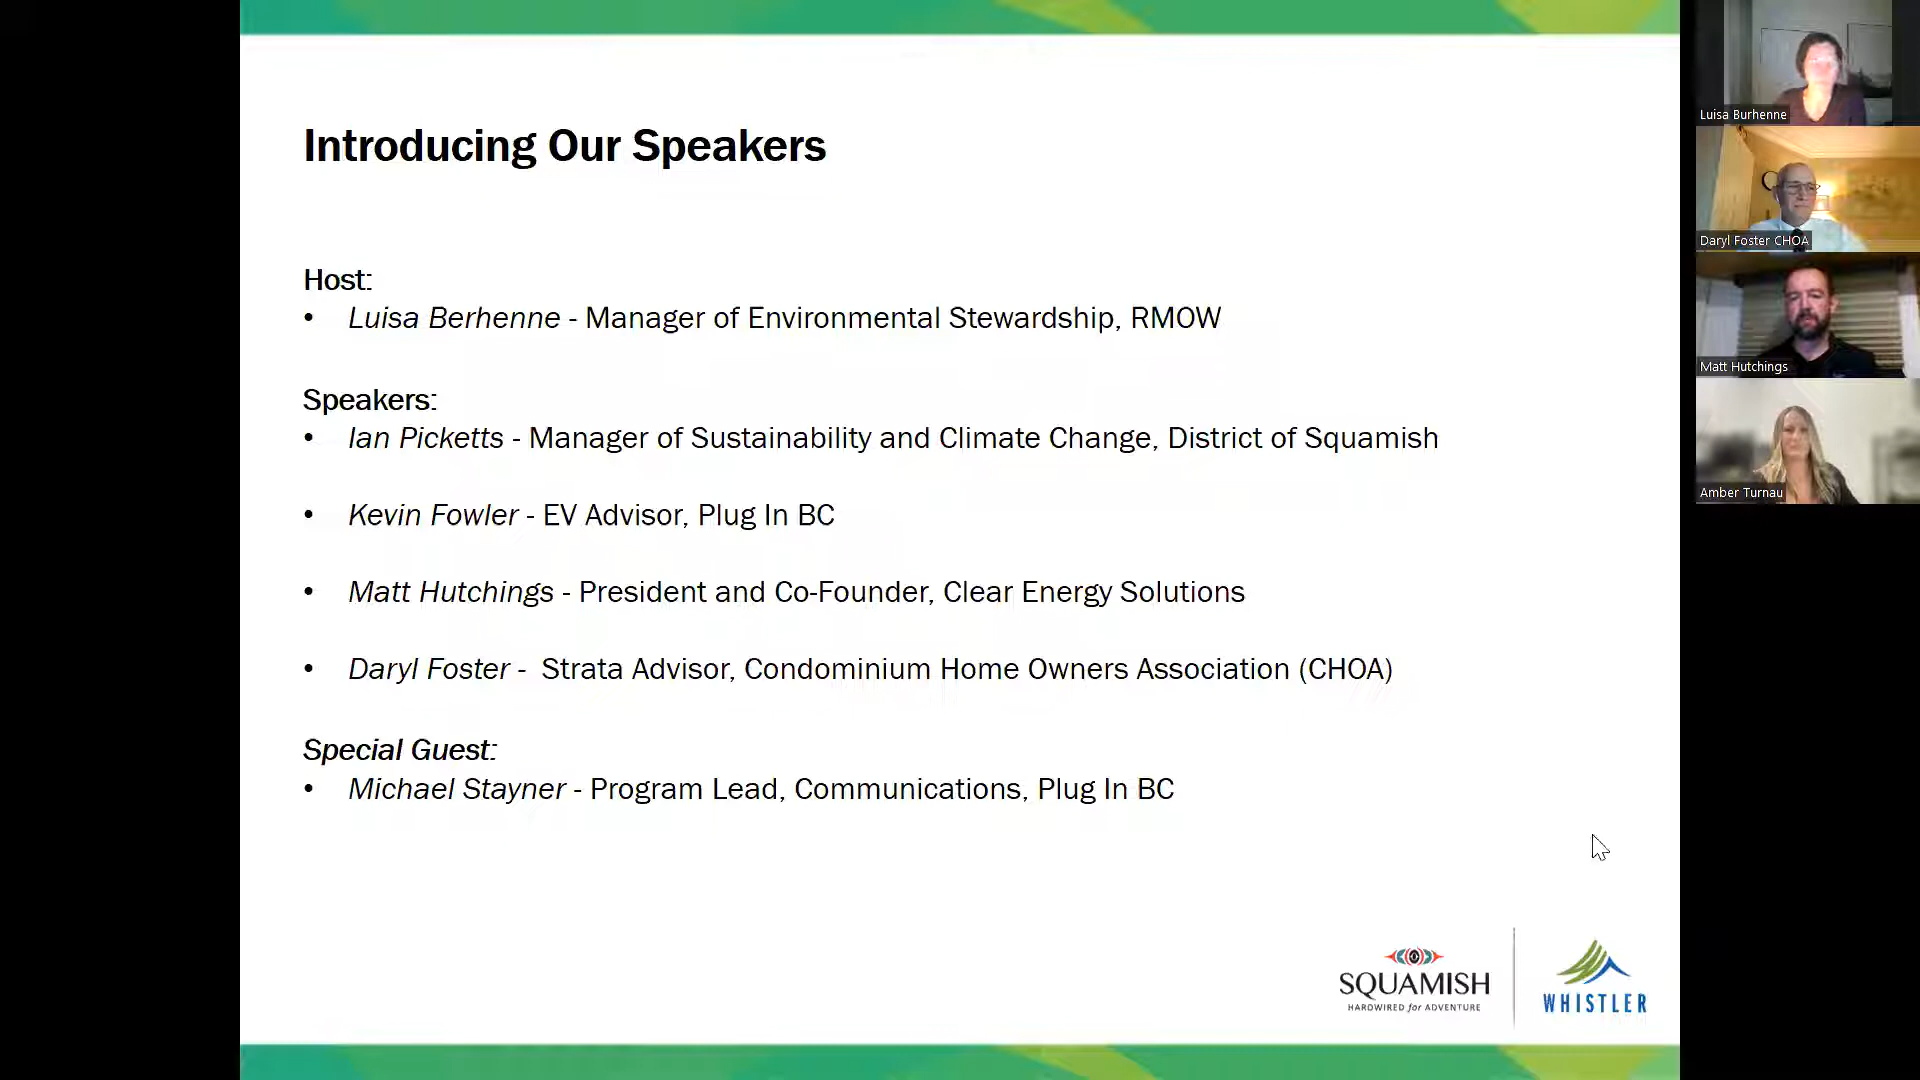 Introducing Our Speakers
Host:
• Luisa Berhenne - Manager of Environmental Stewardship, RMOW
Speakers:
• Ian Picketts - Manager of Sustainability and Climate Change, District of Squamish
• Kevin Fowler - EV Advisor, Plug In BC
• Matt Hutchings - President and Co-Founder, Clear Energy Solutions
• Daryl Foster - Strata Advisor, Condominium Home Owners Association (CHOA)
Special Guest:
• Michael Stayner - Program Lead, Communications, Plug In BC
SQUAMISH
HARDWIRED for ADVENTURE
WHISTLER
Luisa Burhenne
Daryl Foster CHOA
Matt Hutchings
Amber Turnau